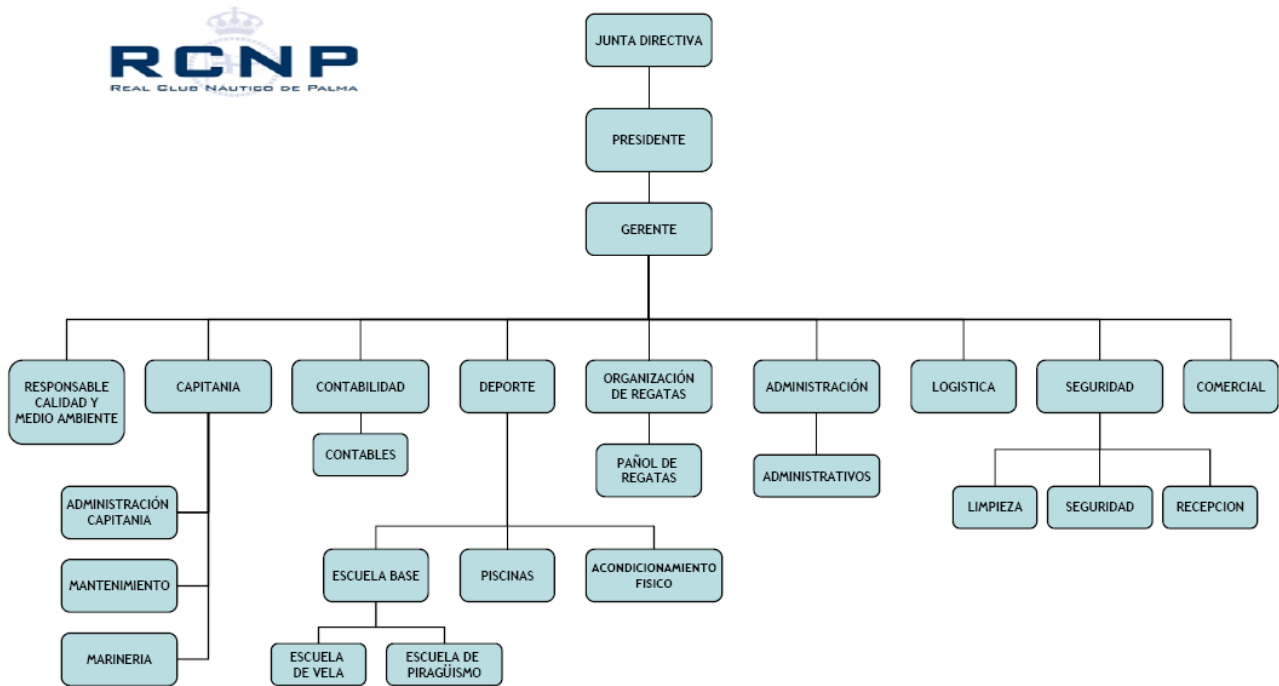 RCNP
REAL CLUB NÁUTICO DE PALMA
JUNTA DIRECTIVA
PRESIDENTE
GERENTE
RESPONSABLE
CALIDAD Y
MEDIO AMBIENTE
CAPITANIA
CONTABILIDAD
DEPORTE
ORGANIZACIÓN
DE REGATAS
ADMINISTRACIÓN
LOGISTICA
SEGURIDAD
COMERCIAL
CONTABLES
PAÑOL DE
REGATAS
ADMINISTRATIVOS
LIMPIEZA
SEGURIDAD
RECEPCION
ADMINISTRACIÓN
CAPITANIA
MANTENIMIENTO
MARINERIA
ESCUELA BASE
PISCINAS
ACONDICIONAMIENTO
FISICO
ESCUELA
DE VELA
ESCUELA DE
PIRAGÜISMO